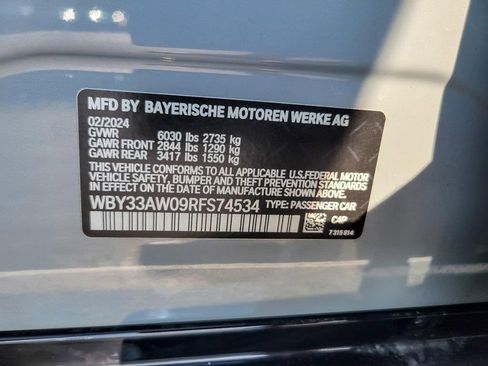 MFD BY BAYERISCHE MOTOREN WERKE AG
02/2024
GVWR 6030 lbs 2735 kg
GAWR FRONT 2844 lbs 1290 kg
GAWR REAR 3417 lbs 1550 kg
THIS CAR CONFORMS TO ALL APPLICABLE U.S.FEDERAL MOTOR
VEHICLE SAFETY, BUMPER, AND THEFT PREVENTION STANDARDS
IN EFFECT ON THE DATE OF MANUFACTURE SHOWN ABOVE.
WBY33AW09RFS74534 TYPE: PASSENGER CAR
C4P
7315814